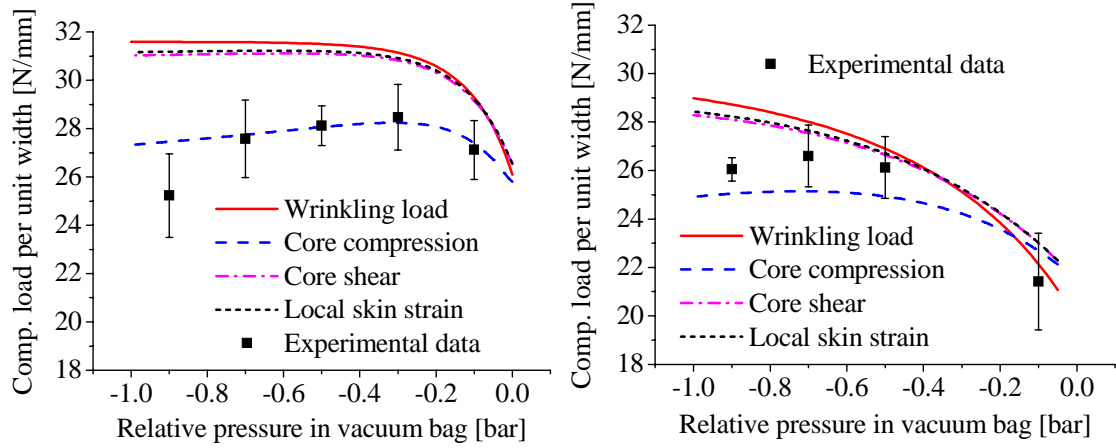 Comp. load per unit width [N/mm]
32
30
28
26
24
22
20
18
Wrinkling load
Core compression
Core shear
Local skin strain
Experimental data
-1.0 -0.8 -0.6 -0.4 -0.2 0.0
Relative pressure in vacuum bag [bar]
Comp. load per unit width [N/mm]
32
30
28
26
24
22
20
18
Experimental data
Wrinkling load
Core compression
Core shear
Local skin strain
-1.0 -0.8 -0.6 -0.4 -0.2 0.0
Relative pressure in vacuum bag [bar]